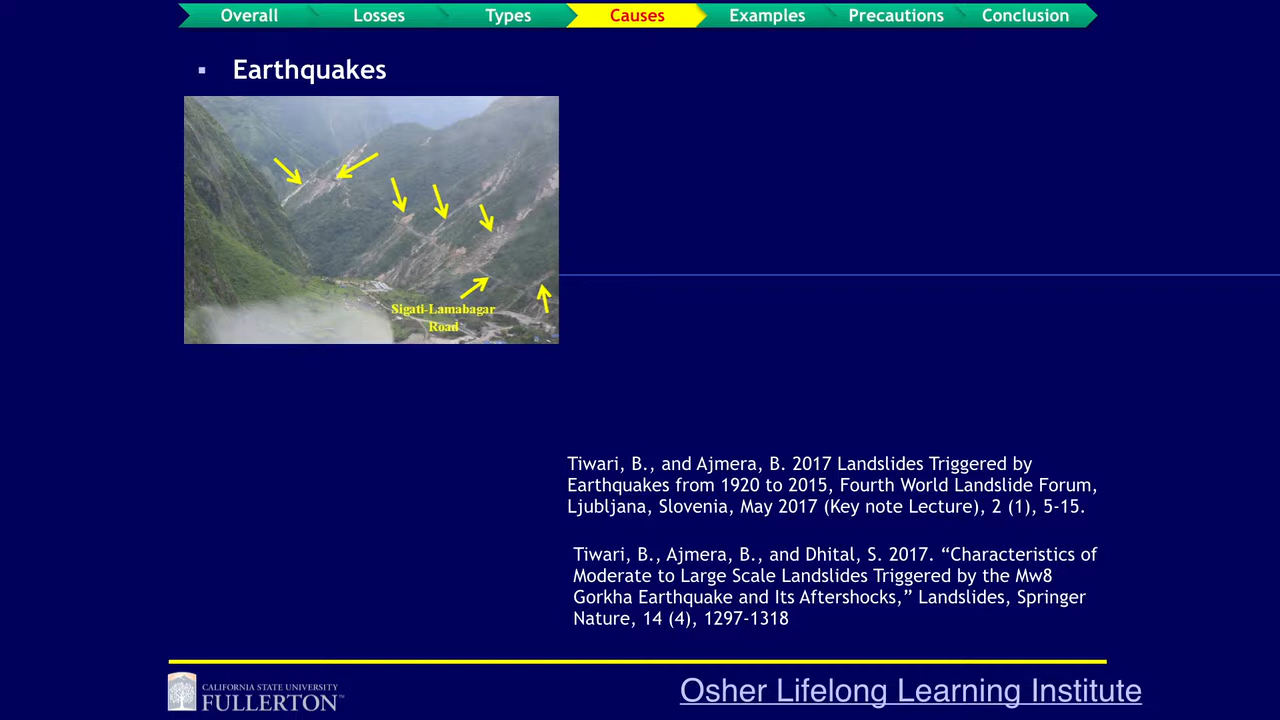 Overall Losses Types Causes Examples Precautions Conclusion
▪ Earthquakes
Sigati-Lamabagar
Road
Tiwari, B., and Ajmera, B. 2017 Landslides Triggered by
Earthquakes from 1920 to 2015, Fourth World Landslide Forum,
Ljubljana, Slovenia, May 2017 (Key note Lecture), 2 (1), 5-15.
Tiwari, B., Ajmera, B., and Dhital, S. 2017. “Characteristics of
Moderate to Large Scale Landslides Triggered by the Mw8
Gorkha Earthquake and Its Aftershocks,” Landslides, Springer
Nature, 14 (4), 1297-1318
CALIFORNIA STATE UNIVERSITY
FULLERTON™
Osher Lifelong Learning Institute